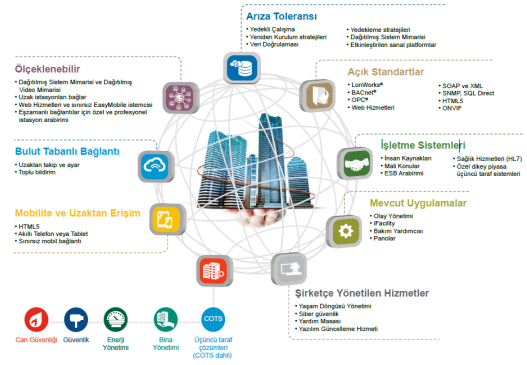 Arıza Toleransı
• Yedekli Çalışma
• Yeniden Kurulum stratejileri
• Veri Doğrulaması
• Yedekleme stratejileri
• Dağıtılmış Sistem Mimarisi
• Etkinleştirilen sanal platformlar
Ölçeklenebilir
• Dağıtılmış Sistem Mimarisi ve Dağıtılmış
Video Mimarisi
• Uzak istasyonları bağlar
• Web Hizmetleri ve sınırsız EasyMobile istemcisi
• Eşzamanlı bağlantılar için özel ve profesyonel
istasyon arabirimi
Açık Standartlar
• LonWorks®
• BACnet®
• OPC®
• Web Hizmetleri
• SOAP ve XML
• SNMP, SQL Direct
• HTML5
• ONVIF
Bulut Tabanlı Bağlantı
• Uzaktan takip ve ayar
• Toplu bildirim
İşletme Sistemleri
• İnsan Kaynakları
• Mali Konular
• ESB Arabirimi
• Sağlık Hizmetleri (HL7)
• Özel dikey piyasa
üçüncü taraf sistemleri
Mobilite ve Uzaktan Erişim
• HTML5
• Akıllı Telefon veya Tablet
• Sınırsız mobil bağlantı
Mevcut Uygulamalar
• Olay Yönetimi
• iFacility
• Bakım Yardımcısı
• Panolar
Şirketçe Yönetilen Hizmetler
• Yaşam Döngüsü Yönetimi
• Siber güvenlik
• Yardım Masası
• Yazılım Güncelleme Hizmeti
COTS
Can Güvenliği
Güvenlik
Enerji
Yönetimi
Bina
Yönetimi
Üçüncü taraf
çözümleri
(COTS dahil)